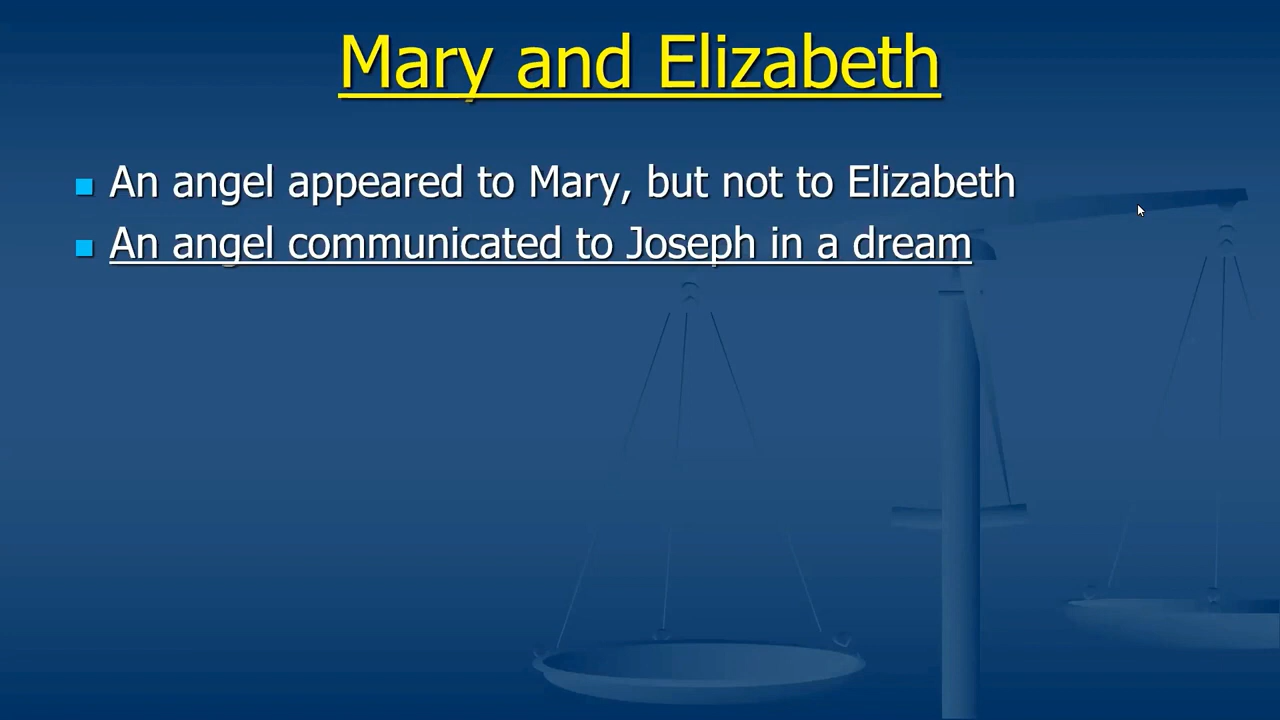 Mary and Elizabeth
An angel appeared to Mary, but not to Elizabeth
An angel communicated to Joseph in a dream